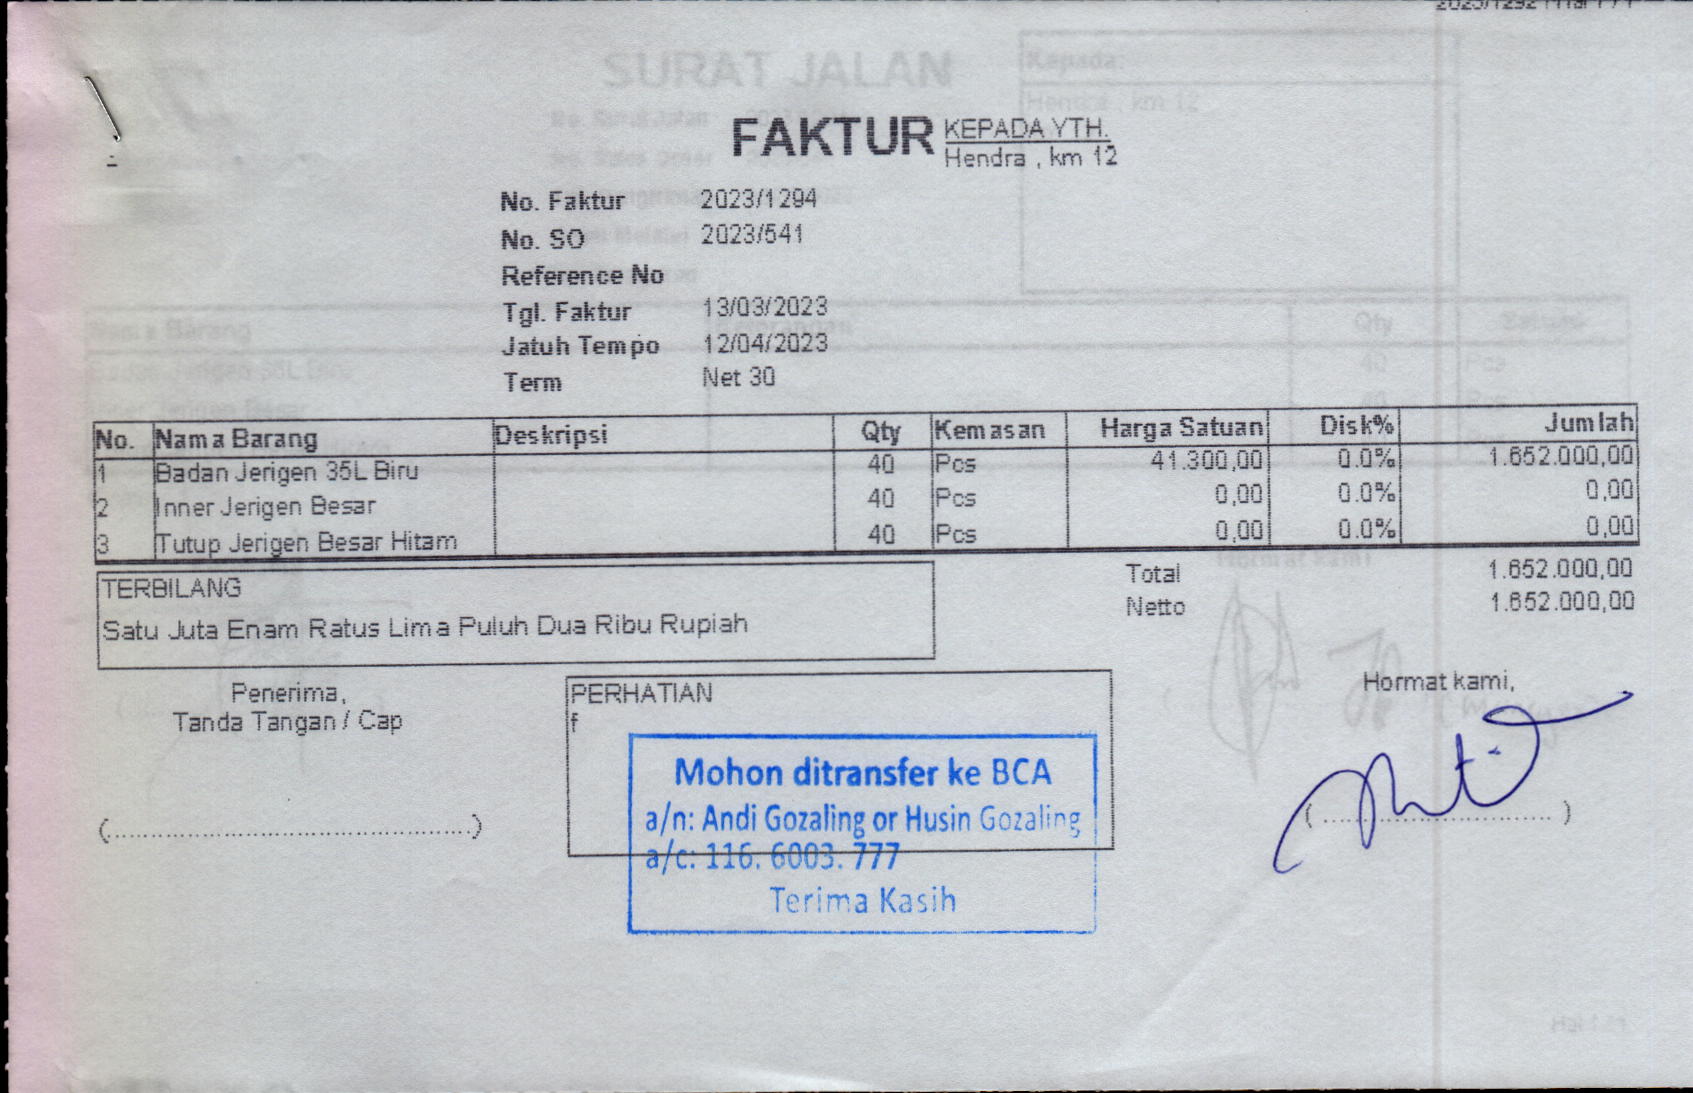 SURAT JALAN
Kepada:
Hendra , km 12
FAKTUR
KEPADA YTH.
Hendra , km 12
No. Faktur 2023/1294
No. SO 2023/541
Reference No
Tgl. Faktur 13/03/2023
Jatuh Tempo 12/04/2023
Term Net 30
No. Nama Barang Deskripsi Qty Kemasan Harga Satuan Disk% Jumlah
1 Badan Jerigen 35L Biru 40 Pcs 41.300,00 0.0% 1.652.000,00
2 Inner Jerigen Besar 40 Pcs 0,00 0.0% 0,00
3 Tutup Jerigen Besar Hitam 40 Pcs 0,00 0.0% 0,00
TERBILANG
Satu Juta Enam Ratus Lima Puluh Dua Ribu Rupiah
Total 1.652.000,00
Netto 1.652.000,00
Penerima,
Tanda Tangan / Cap
PERHATIAN
f
Mohon ditransfer ke BCA
a/n: Andi Gozaling or Husin Gozaling
a/c: 116. 6003. 777
Terima Kasih
Hormat kami,